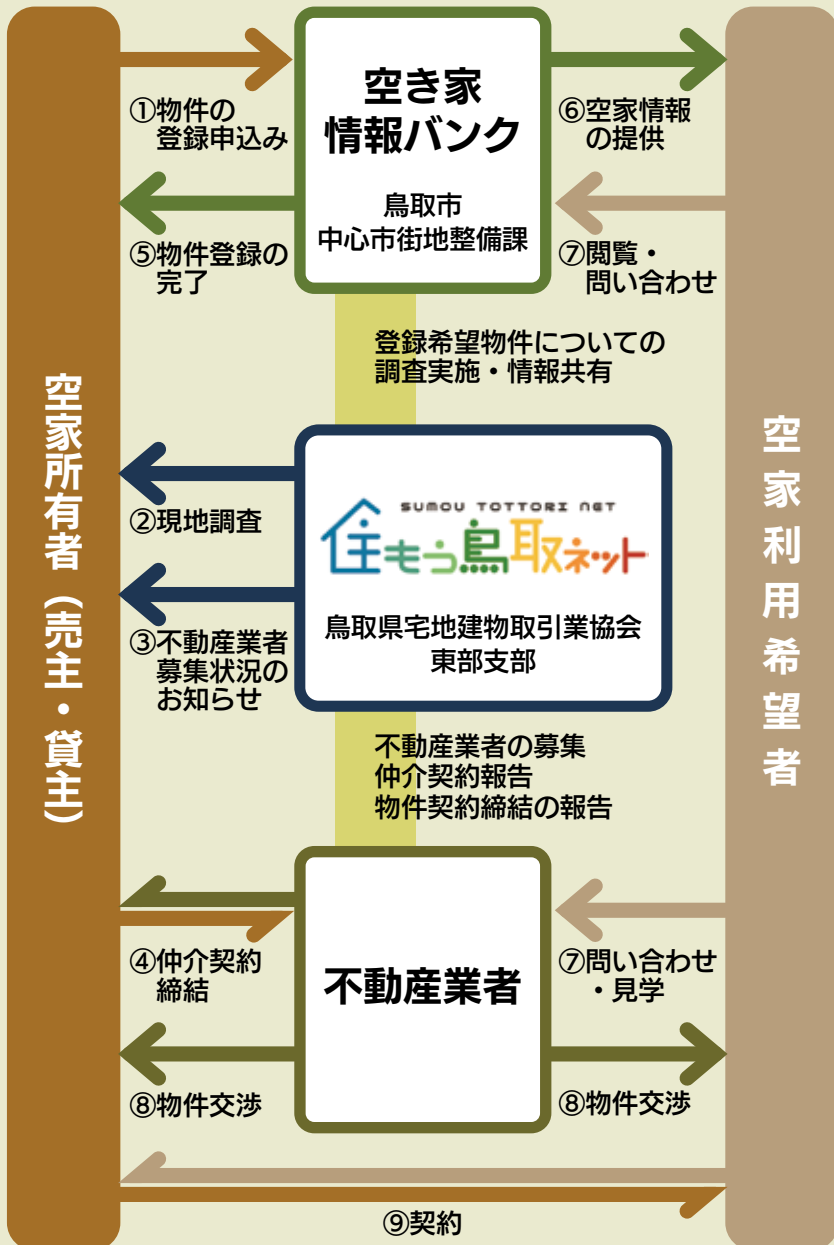 ①物件の
登録申込み
空き家
情報バンク
鳥取市
中心市街地整備課
⑥空家情報
の提供
⑤物件登録の
完了
⑦閲覧・
問い合わせ
登録希望物件についての
調査実施・情報共有
空家所有者（売主・貸主）
空家利用希望者
②現地調査
SUMOU TOTTORI NET
住もう鳥取ネット
鳥取県宅地建物取引業協会
東部支部
③不動産業者
募集状況の
お知らせ
不動産業者の募集
仲介契約報告
物件契約締結の報告
④仲介契約
締結
不動産業者
⑦問い合わせ
・見学
⑧物件交渉
⑧物件交渉
⑨契約